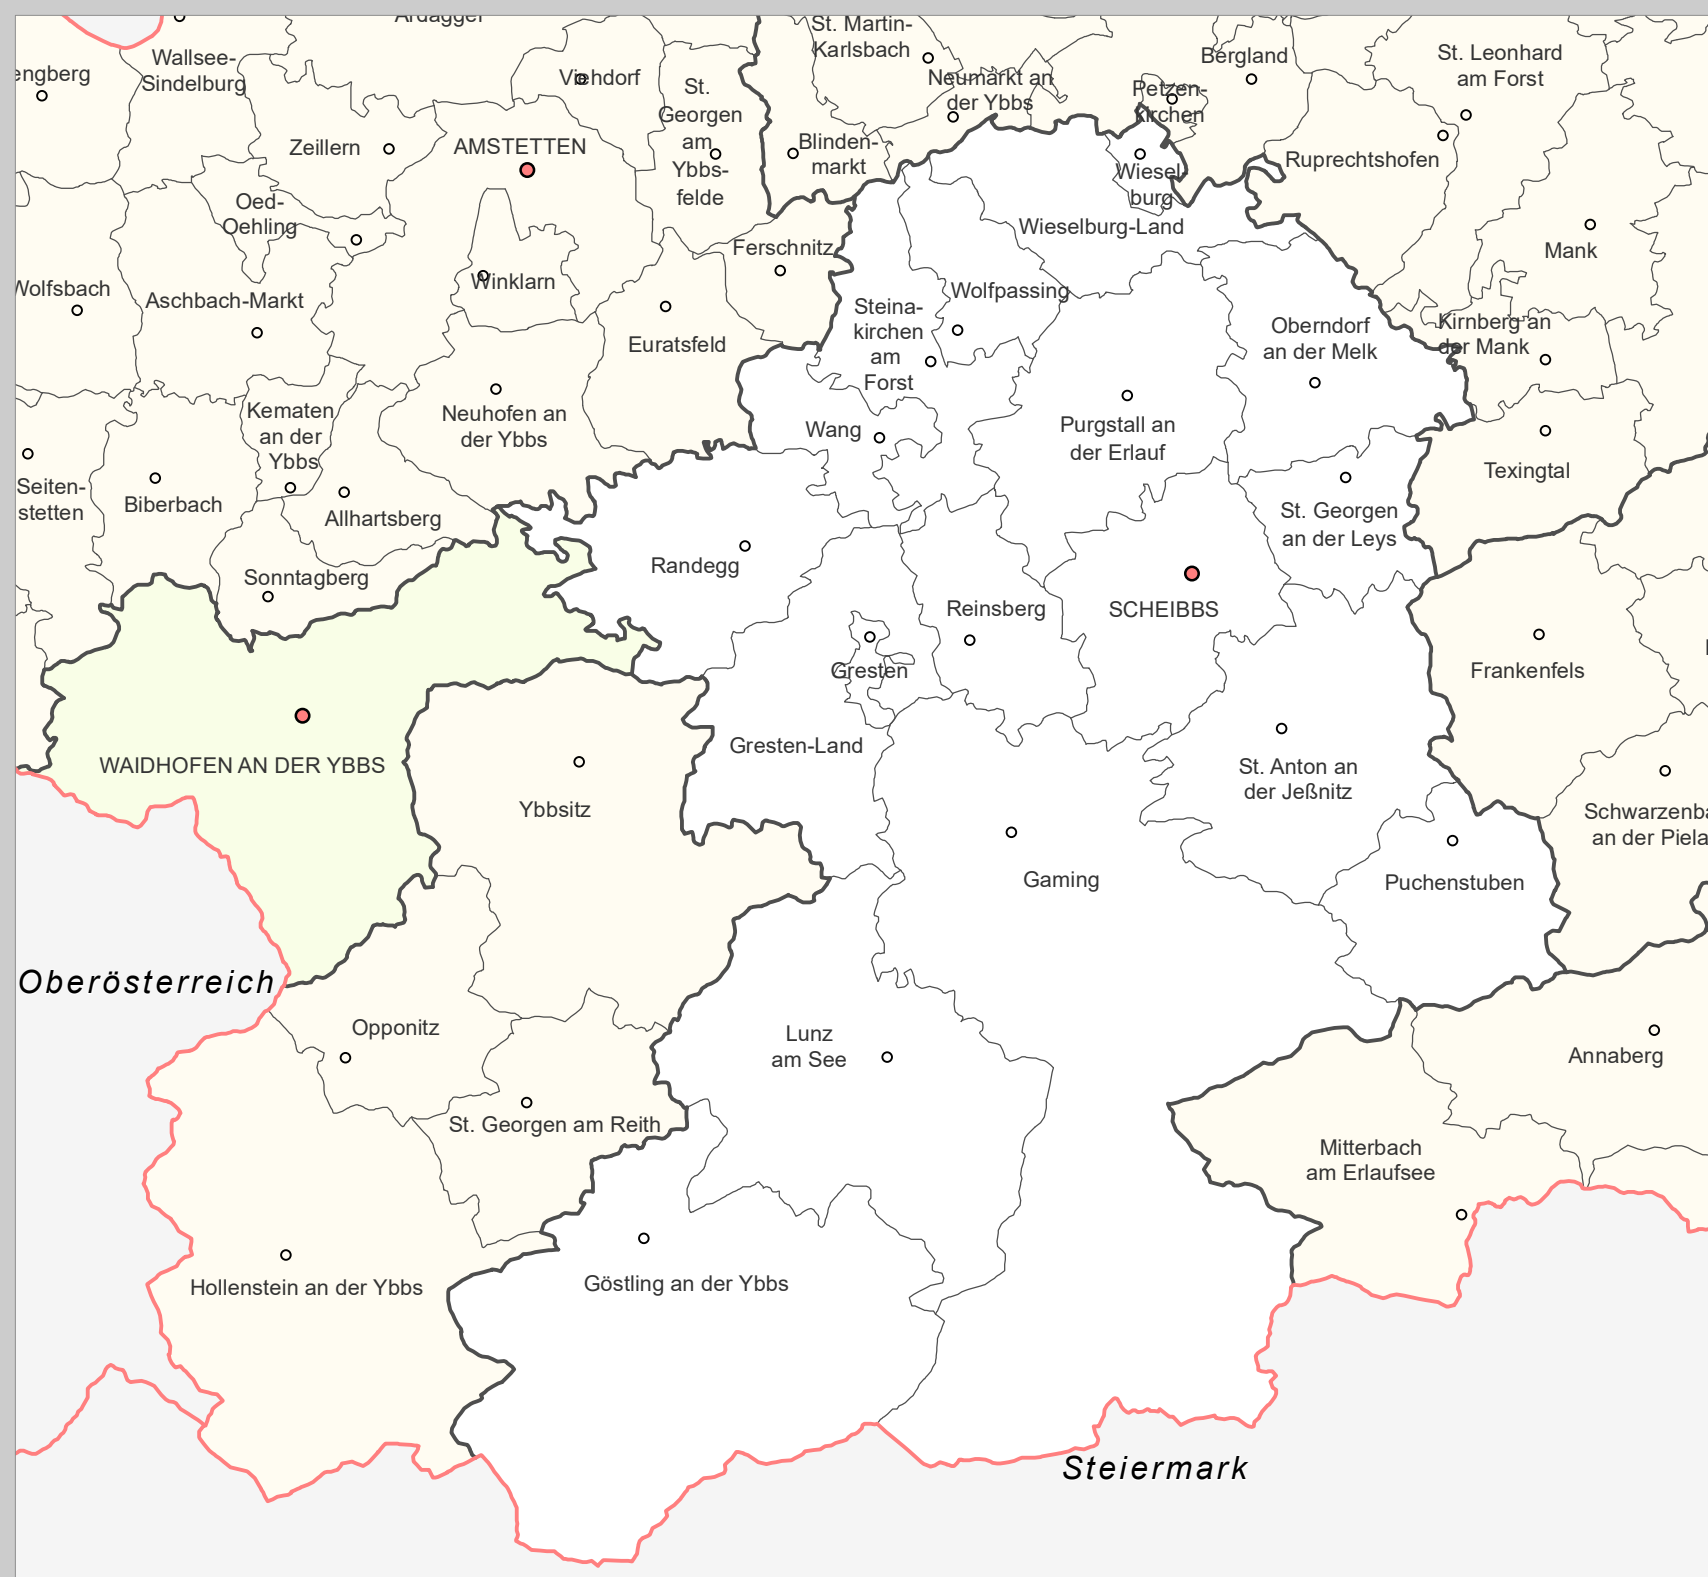 Ardagger
St. Martin-
Karlsbach
Wallsee-
Sindelburg
engberg
Viehdorf
St.
Georgen
am
Ybbs-
felde
Neumarkt an
der Ybbs
Bergland
Petzen-
kirchen
St. Leonhard
am Forst
Zeillern
AMSTETTEN
Blinden-
markt
Wiesel-
burg
Ruprechtshofen
Oed-
Oehling
Wieselburg-Land
Ferschnitz
Mank
Winklarn
Wolfsbach
Aschbach-Markt
Wolfpassing
Steina-
kirchen
am
Forst
Euratsfeld
Oberndorf
an der Melk
Kirnberg an
der Mank
Kematen
an der
Ybbs
Neuhofen an
der Ybbs
Wang
Purgstall an
der Erlauf
Texingtal
Seiten-
stetten
Biberbach
Allhartsberg
St. Georgen
an der Leys
Randegg
Sonntagberg
Reinsberg
SCHEIBBS
Gresten
Frankenfels
WAIDHOFEN AN DER YBBS
Gresten-Land
St. Anton an
der Jeßnitz
Ybbsitz
Schwarzenba
an der Piela
Gaming
Puchenstuben
Oberösterreich
Opponitz
Lunz
am See
Annaberg
St. Georgen am Reith
Mitterbach
am Erlaufsee
Hollenstein an der Ybbs
Göstling an der Ybbs
Steiermark